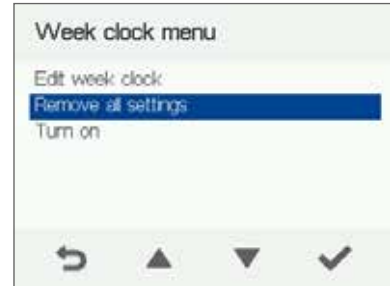 Week clock menu
Edit week clock
Remove all settings
Turn on